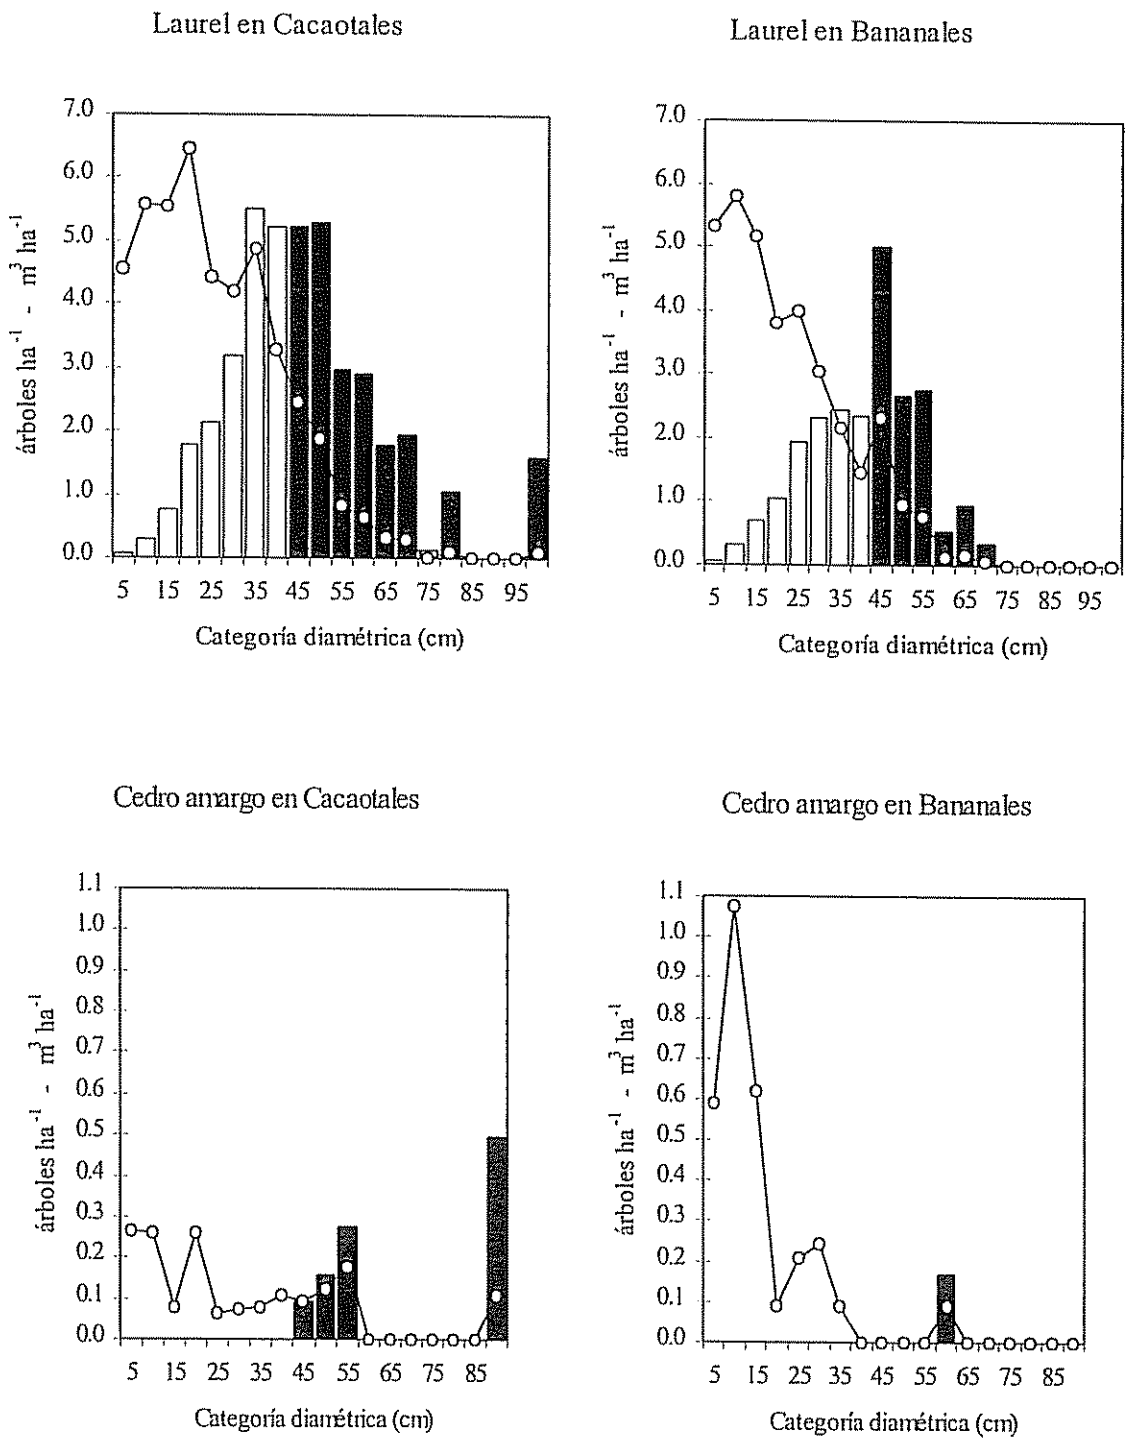 Laurel en Cacaotales
7.0
6.0
5.0
4.0
3.0
2.0
1.0
0.0
árboles ha⁻¹ - m³ ha⁻¹
5 15 25 35 45 55 65 75 85 95
Categoría diamétrica (cm)
Laurel en Bananales
7.0
6.0
5.0
4.0
3.0
2.0
1.0
0.0
árboles ha⁻¹ - m³ ha⁻¹
5 15 25 35 45 55 65 75 85 95
Categoría diamétrica (cm)
Cedro amargo en Cacaotales
1.1
1.0
0.9
0.8
0.7
0.6
0.5
0.4
0.3
0.2
0.1
0.0
árboles ha⁻¹ - m³ ha⁻¹
5 15 25 35 45 55 65 75 85
Categoría diamétrica (cm)
Cedro amargo en Bananales
1.1
1.0
0.9
0.8
0.7
0.6
0.5
0.4
0.3
0.2
0.1
0.0
árboles ha⁻¹ - m³ ha⁻¹
5 15 25 35 45 55 65 75 85
Categoría diamétrica (cm)